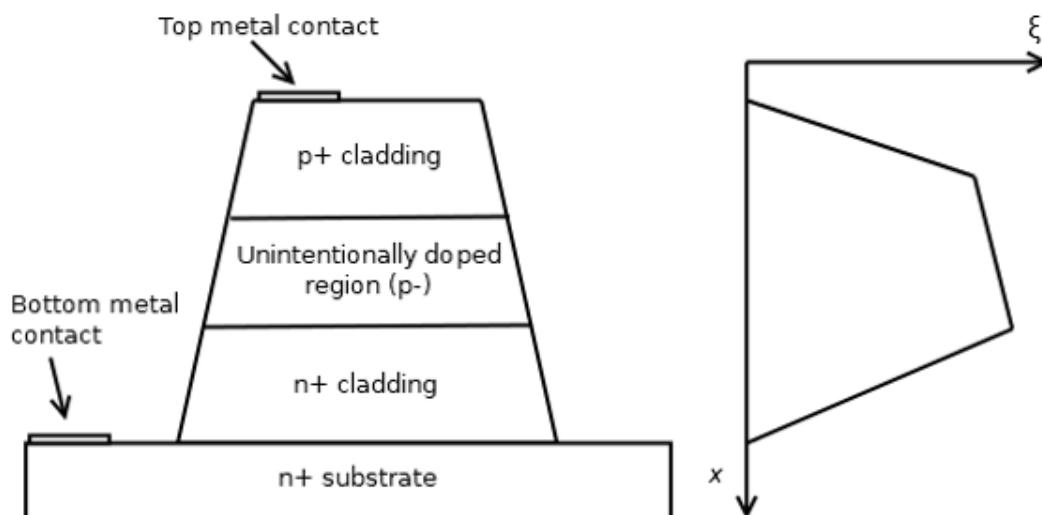 Top metal contact
ξ
p+ cladding
Unintentionally doped
region (p-)
Bottom metal
contact
n+ cladding
n+ substrate
x